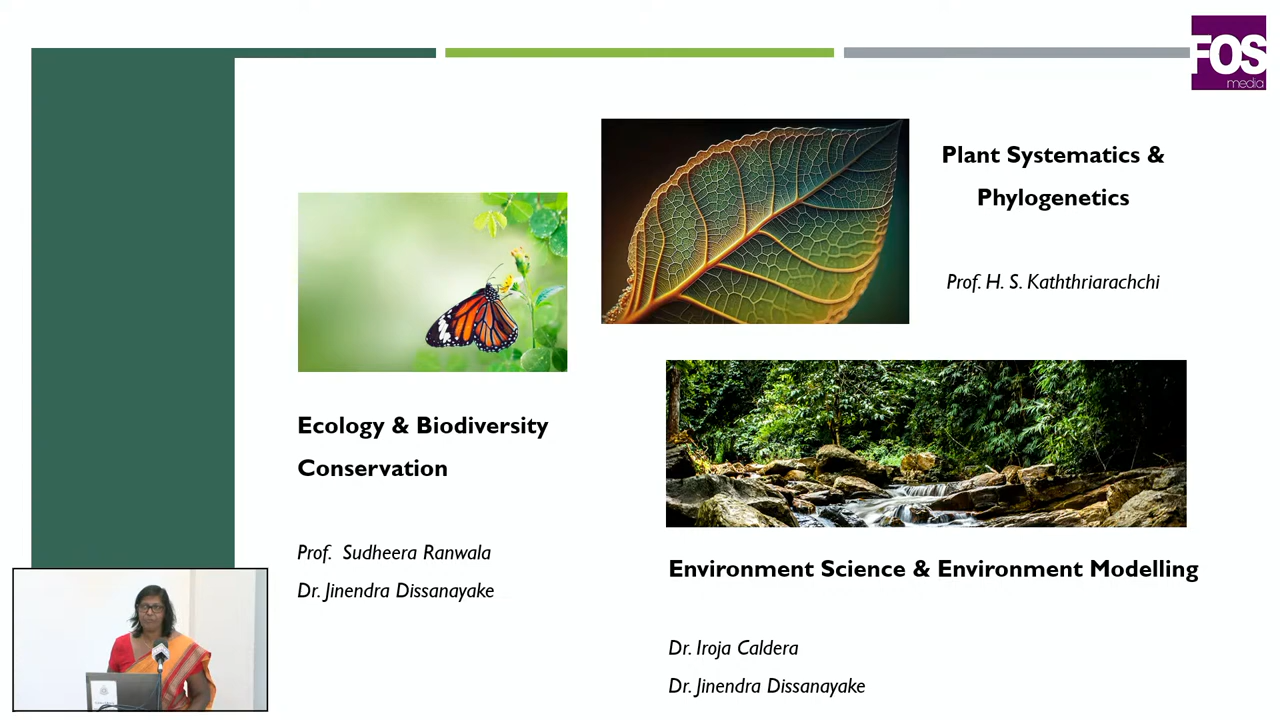 FOS
media
Plant Systematics &
Phylogenetics
Prof. H. S. Kaththriarachchi
Ecology & Biodiversity
Conservation
Prof. Sudheera Ranwala
Dr. Jinendra Dissanayake
Environment Science & Environment Modelling
Dr. Iroja Caldera
Dr. Jinendra Dissanayake